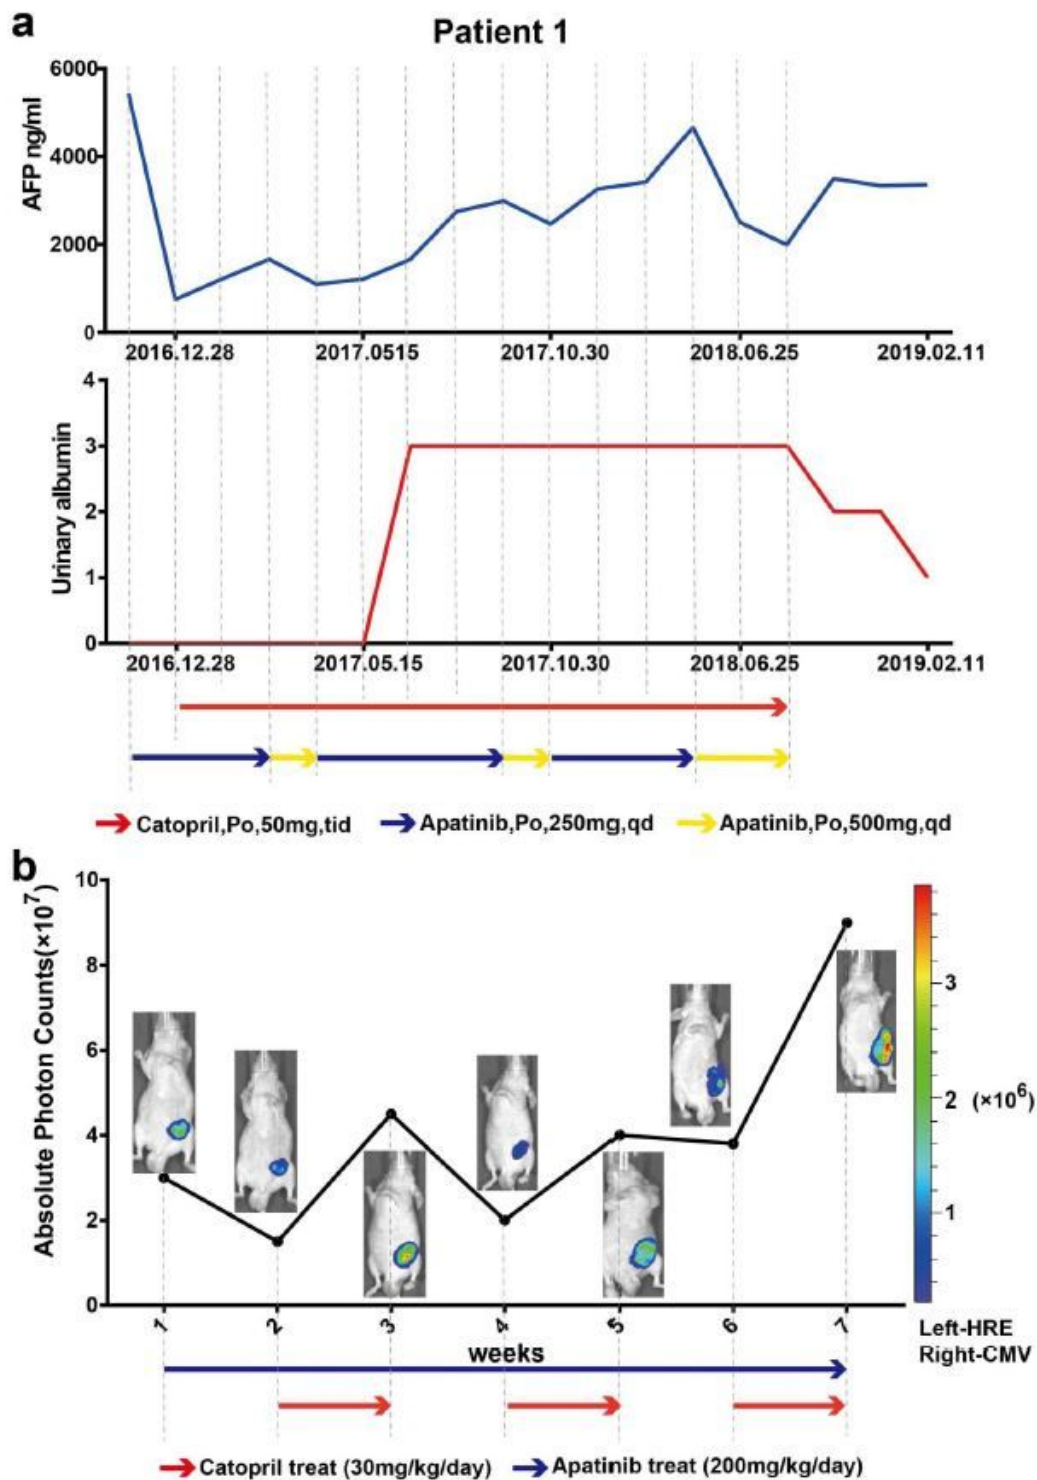 a
Patient 1
AFP ng/ml
6000
4000
2000
0
2016.12.28 2017.0515 2017.10.30 2018.06.25 2019.02.11
Urinary albumin
4
3
2
1
0
2016.12.28 2017.05.15 2017.10.30 2018.06.25 2019.02.11
Catopril,Po,50mg,tid Apatinib,Po,250mg,qd Apatinib,Po,500mg,qd
b
Absolute Photon Counts(×10⁷)
10
8
6
4
2
0
1 2 3 4 5 6 7
weeks
3
2 (×10⁶)
1
Left-HRE
Right-CMV
Catopril treat (30mg/kg/day) Apatinib treat (200mg/kg/day)